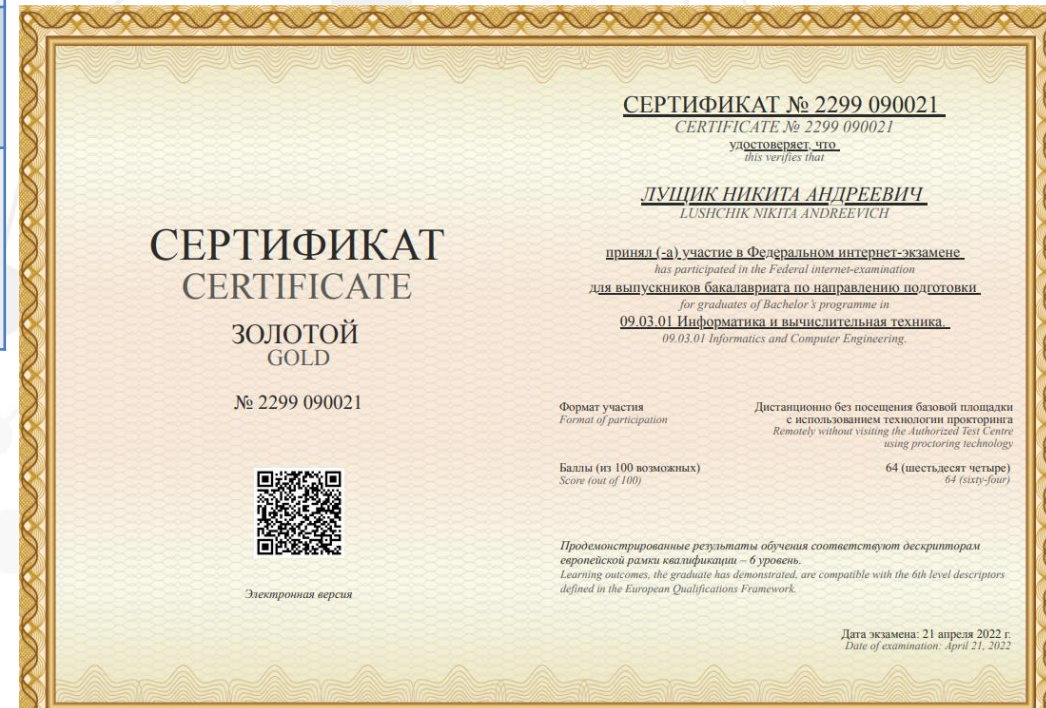 СЕРТИФИКАТ
CERTIFICATE
ЗОЛОТОЙ
GOLD
№ 2299 090021
Электронная версия
СЕРТИФИКАТ № 2299 090021
CERTIFICATE № 2299 090021
удостоверяет, что
this verifies that
ЛУЩИК НИКИТА АНДРЕЕВИЧ
LUSHCHIK NIKITA ANDREEVICH
принял (-а) участие в Федеральном интернет-экзамене
has participated in the Federal internet-examination
для выпускников бакалавриата по направлению подготовки
for graduates of Bachelor's programme in
09.03.01 Информатика и вычислительная техника.
09.03.01 Informatics and Computer Engineering.
Формат участия
Format of participation
Дистанционно без посещения базовой площадки
с использованием технологии прокторинга
Remotely without visiting the Authorized Test Centre
using proctoring technology
Баллы (из 100 возможных)
Score (out of 100)
64 (шестьдесят четыре)
64 (sixty-four)
Продемонстрированные результаты обучения соответствуют дескрипторам
европейской рамки квалификации – 6 уровень.
Learning outcomes, the graduate has demonstrated, are compatible with the 6th level descriptors
defined in the European Qualifications Framework.
Дата экзамена: 21 апреля 2022 г.
Date of examination: April 21, 2022